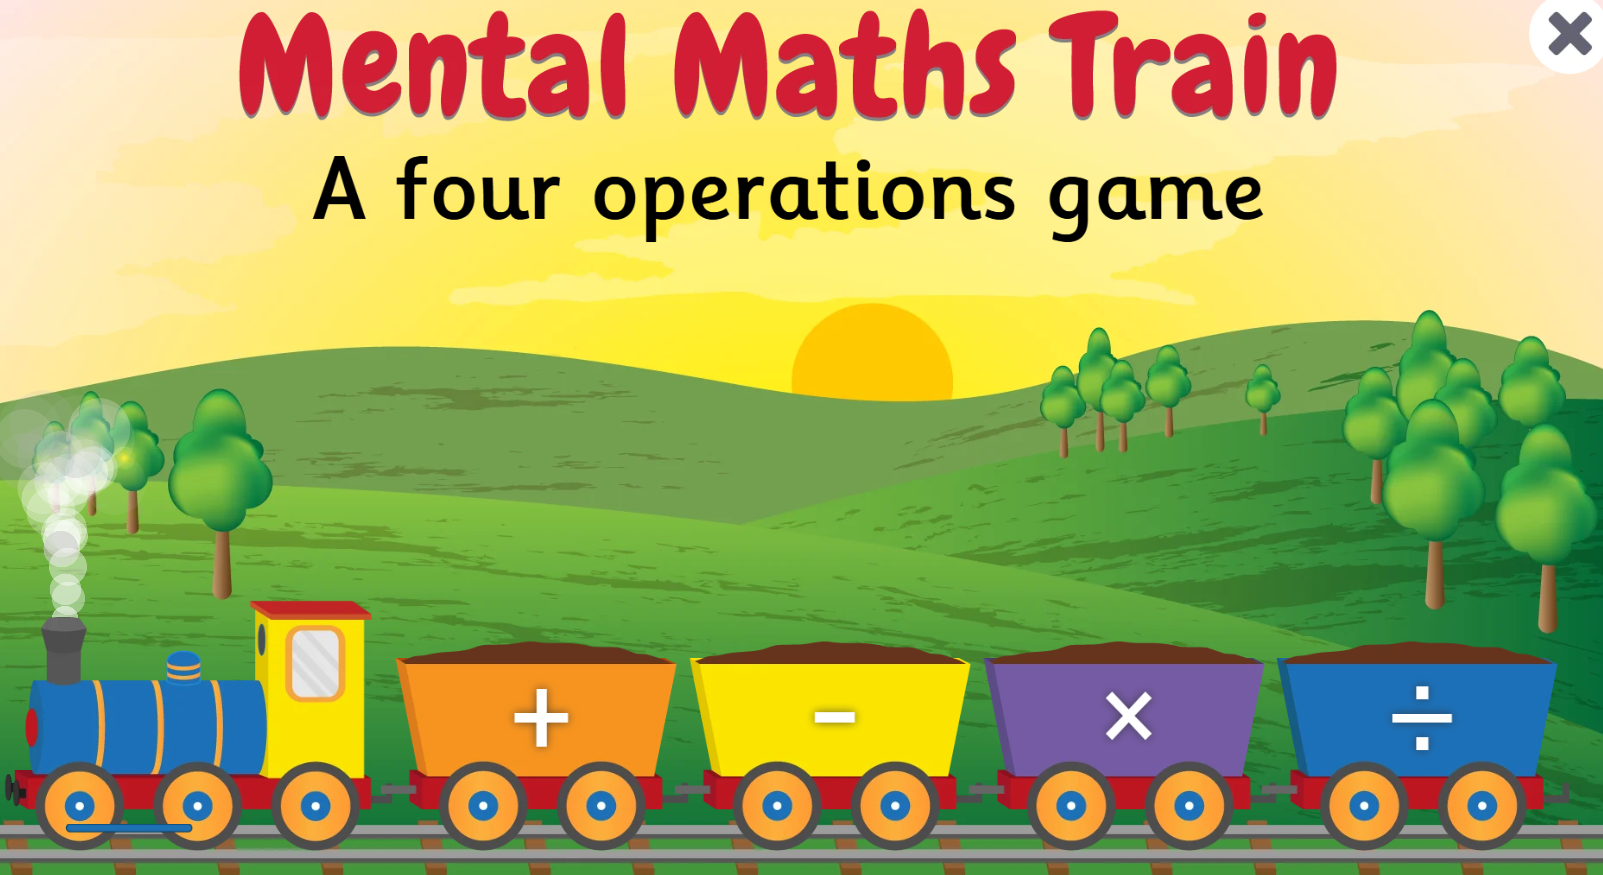 Mental Maths Train
A four operations game
+ − × ÷